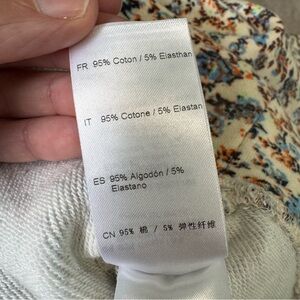 FR 95% Coton / 5% Elasthan
IT 95% Cotone / 5% Elastan
ES 95% Algodón / 5%
Elastano
CN 95% 棉 / 5% 弹性纤维